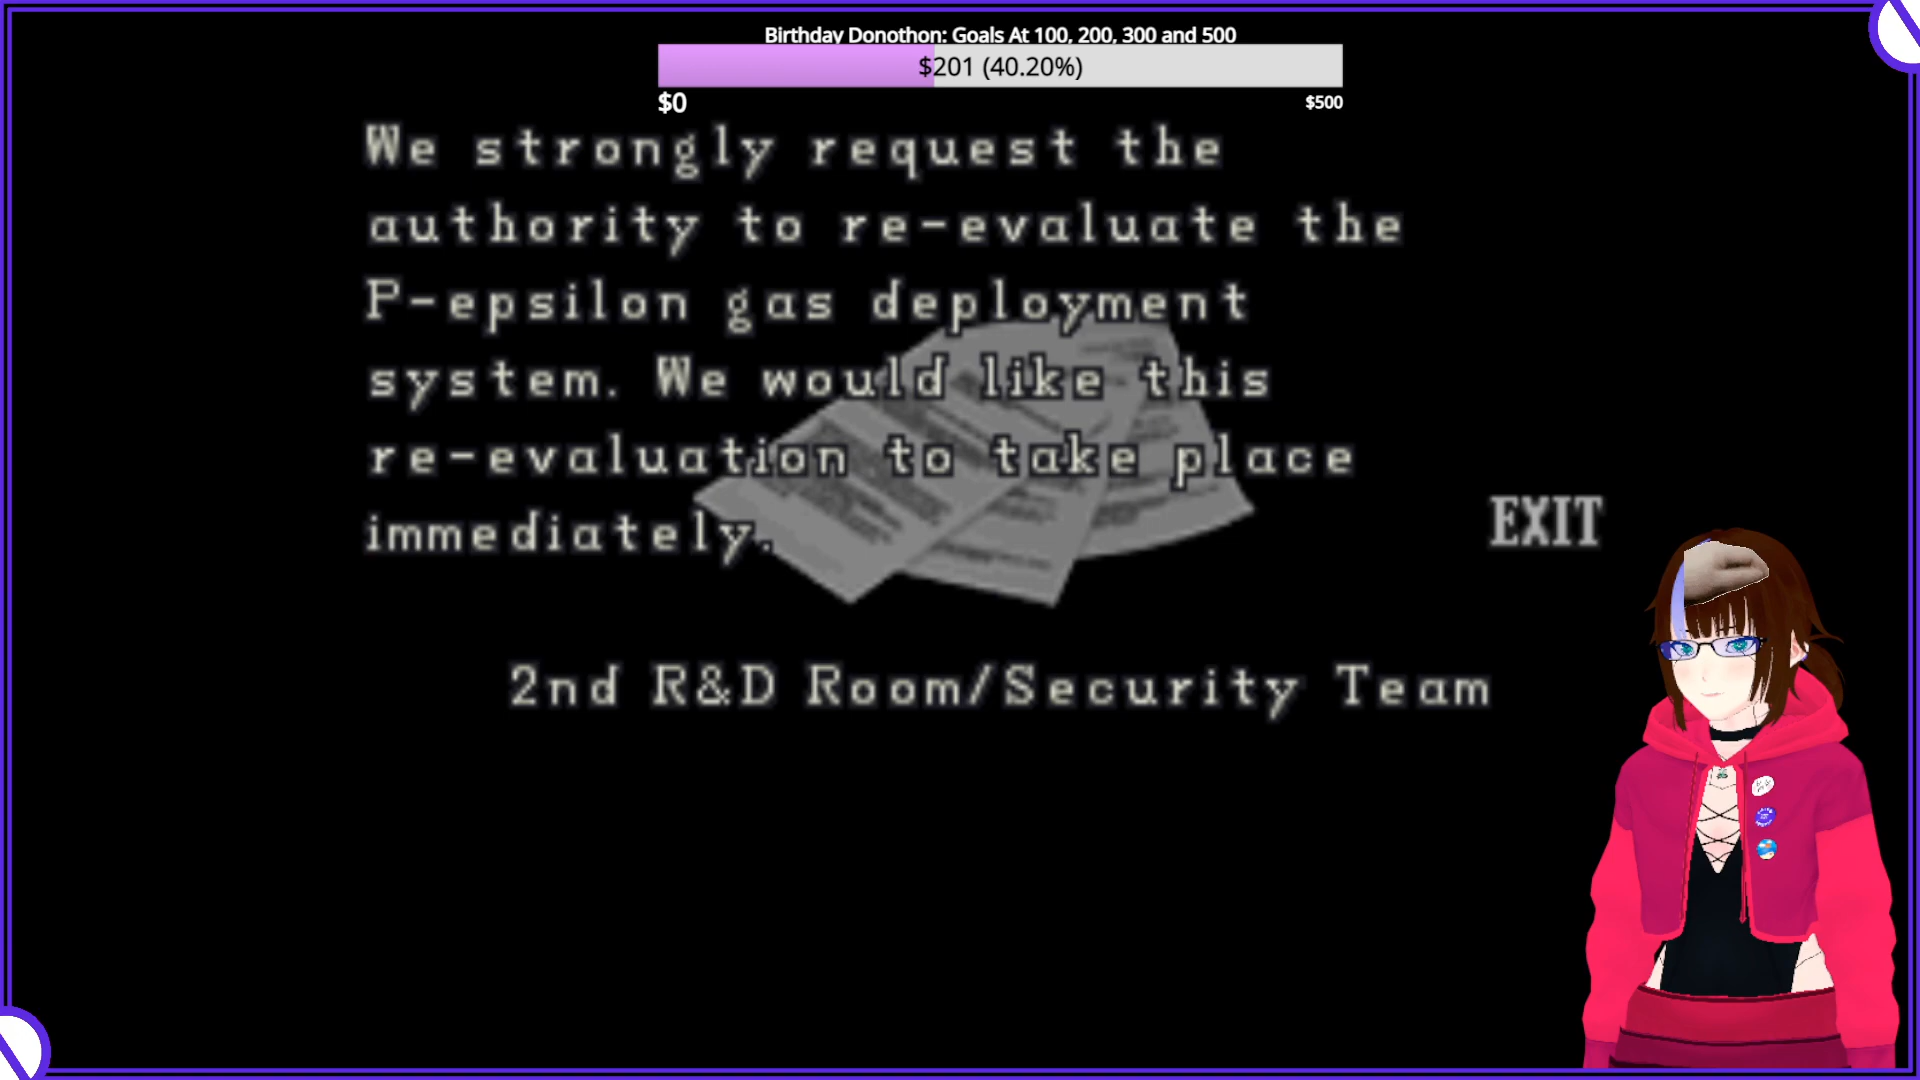 Birthday Donothon: Goals At 100, 200, 300 and 500
$201 (40.20%)
$0
$500
We strongly request the
authority to re-evaluate the
P-epsilon gas deployment
system. We would like this
re-evaluation to take place
immediately.
EXIT
2nd R&D Room/Security Team